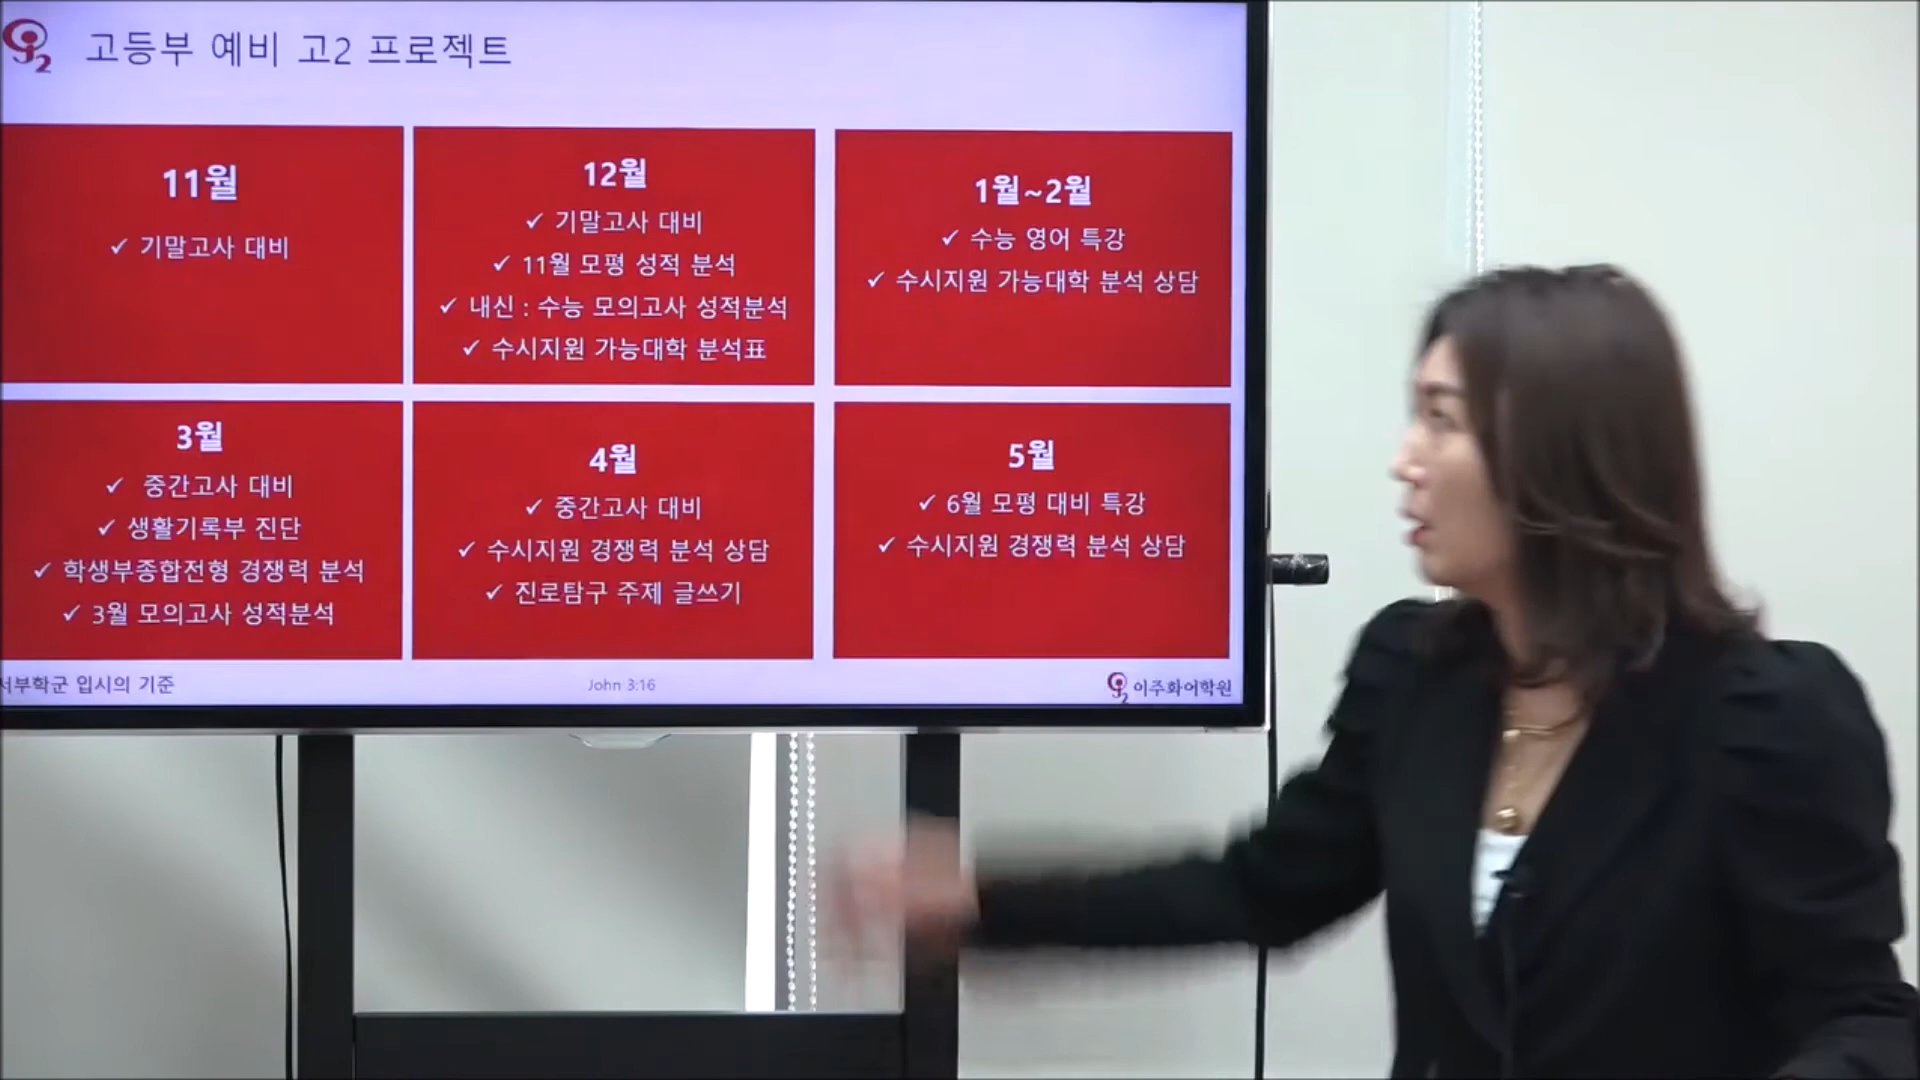 고등부 예비 고2 프로젝트
11월
✓ 기말고사 대비
12월
✓ 기말고사 대비
✓ 11월 모평 성적 분석
✓ 내신 : 수능 모의고사 성적분석
✓ 수시지원 가능대학 분석표
1월~2월
✓ 수능 영어 특강
✓ 수시지원 가능대학 분석 상담
3월
✓ 중간고사 대비
✓ 생활기록부 진단
✓ 학생부종합전형 경쟁력 분석
✓ 3월 모의고사 성적분석
4월
✓ 중간고사 대비
✓ 수시지원 경쟁력 분석 상담
✓ 진로탐구 주제 글쓰기
5월
✓ 6월 모평 대비 특강
✓ 수시지원 경쟁력 분석 상담
서부학군 입시의 기준
John 3:16
이주화어학원